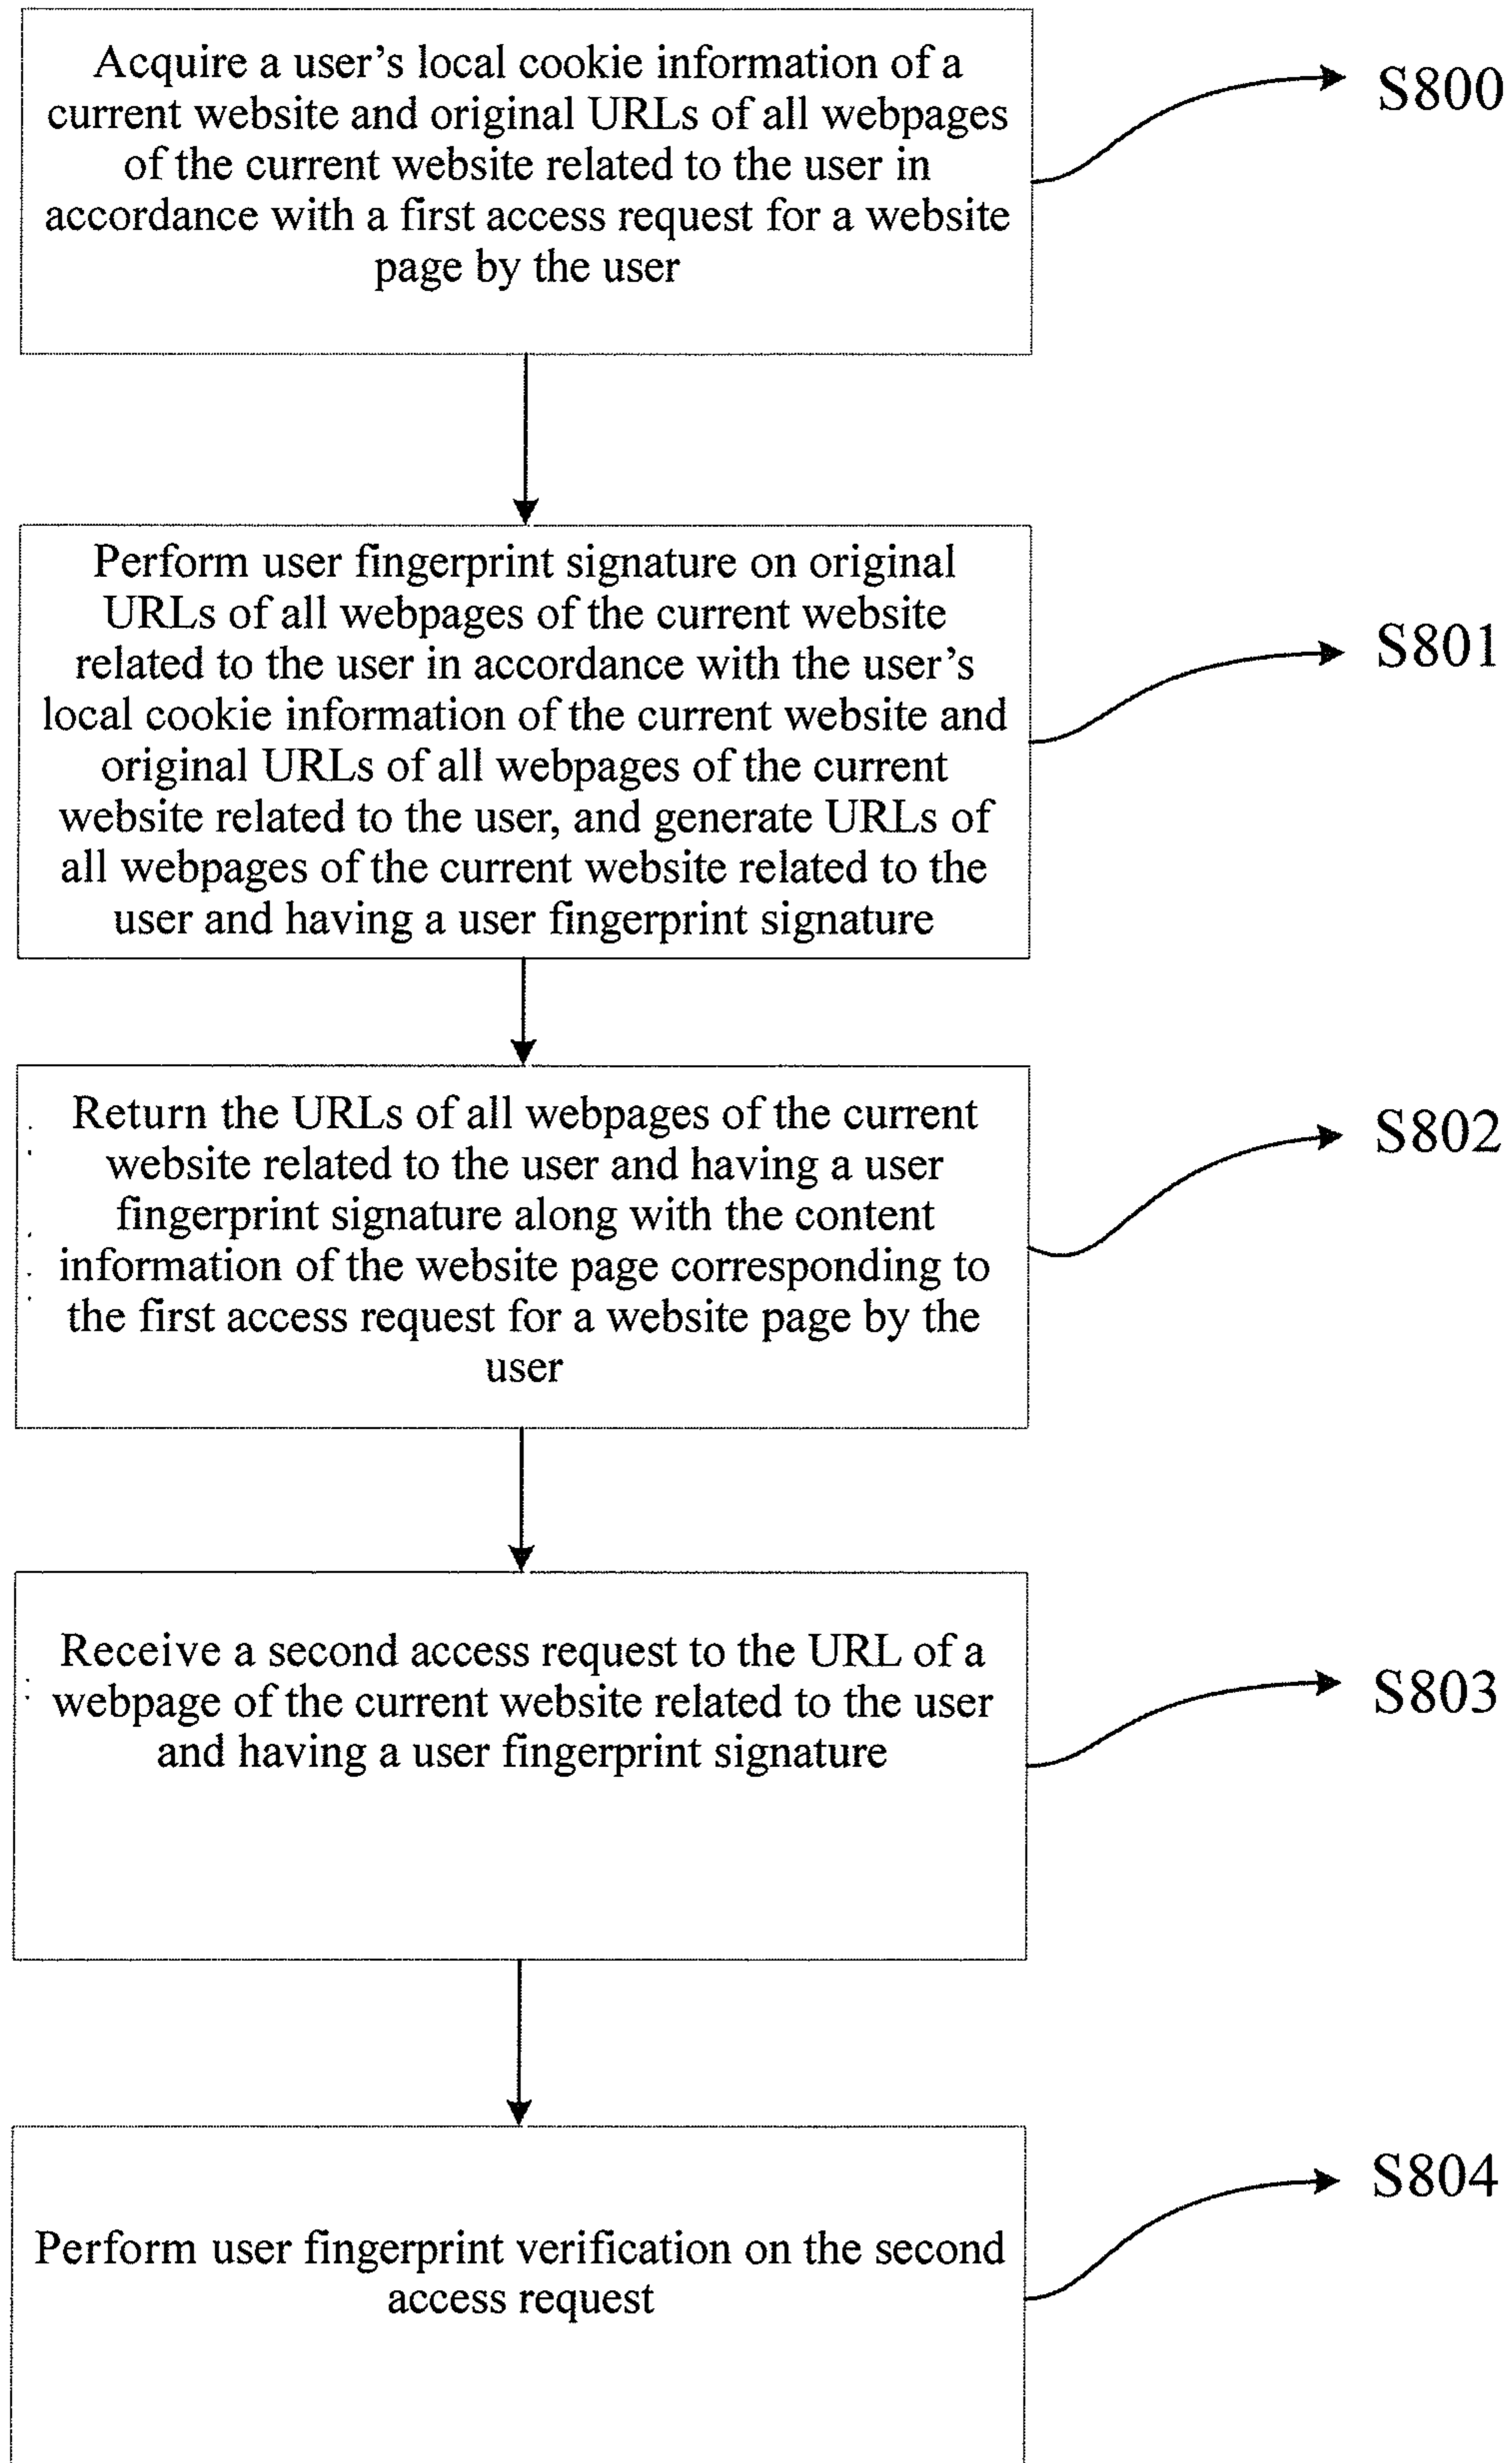 Acquire a user’s local cookie information of a
current website and original URLs of all webpages
of the current website related to the user in
accordance with a first access request for a website
page by the user
S800
Perform user fingerprint signature on original
URLs of all webpages of the current website
related to the user in accordance with the user’s
local cookie information of the current website and
original URLs of all webpages of the current
website related to the user, and generate URLs of
all webpages of the current website related to the
user and having a user fingerprint signature
S801
Return the URLs of all webpages of the current
website related to the user and having a user
fingerprint signature along with the content
information of the website page corresponding to
the first access request for a website page by the
user
S802
Receive a second access request to the URL of a
webpage of the current website related to the user
and having a user fingerprint signature
S803
Perform user fingerprint verification on the second
access request
S804